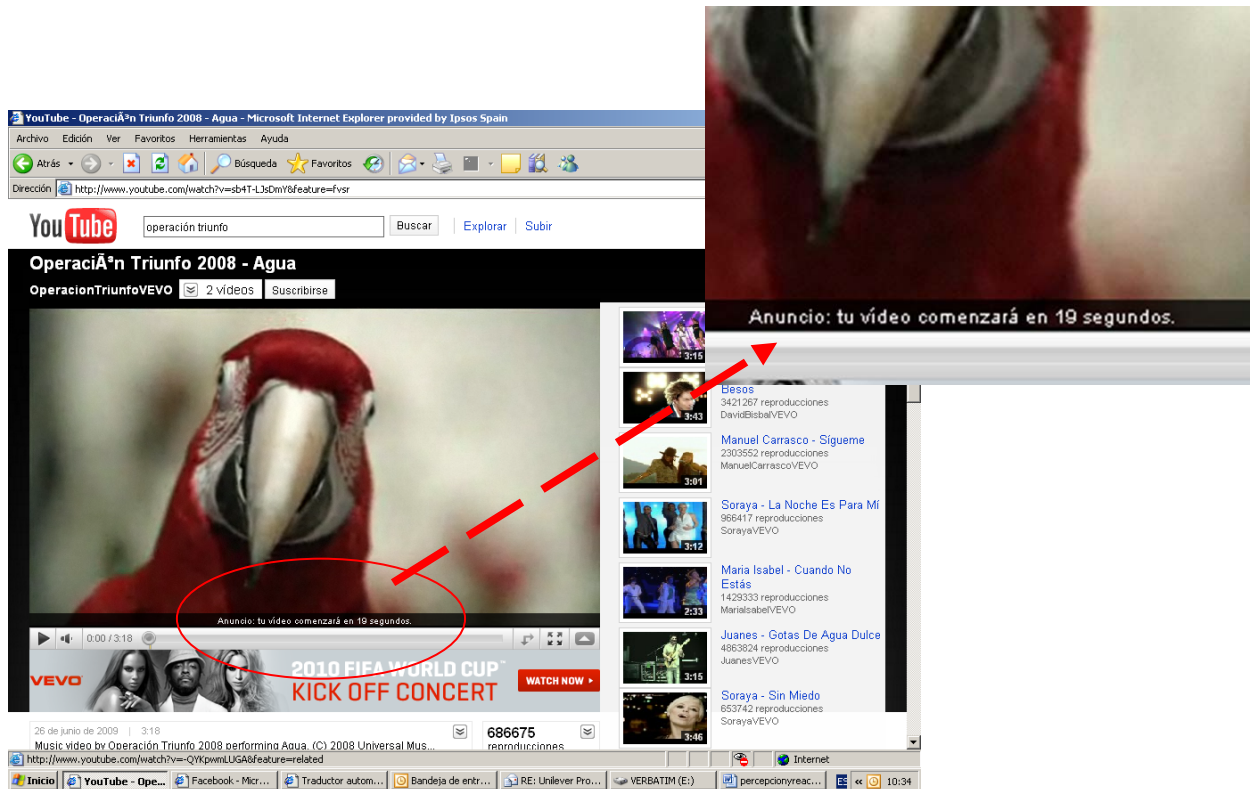 YouTube - OperaciÃ³n Triunfo 2008 - Agua - Microsoft Internet Explorer provided by Ipsos Spain
Archivo Edición Ver Favoritos Herramientas Ayuda
Atrás Búsqueda Favoritos
Dirección http://www.youtube.com/watch?v=sb4T-LJsDmY&feature=fvsr
YouTube operación triunfo Buscar Explorar Subir
OperaciÃ³n Triunfo 2008 - Agua
OperacionTriunfoVEVO 2 vídeos Suscribirse
Anuncio: tu vídeo comenzará en 19 segundos.
0:00 / 3:18
VEVO
2010 FIFA WORLD CUP™
KICK OFF CONCERT
WATCH NOW
26 de junio de 2009 | 3:18
Music video by Operación Triunfo 2008 performing Agua. (C) 2008 Universal Mus...
686675
reproducciones
3:15
3:43
Besos
3421267 reproducciones
DavidBisbalVEVO
Manuel Carrasco - Sígueme
2303552 reproducciones
ManuelCarrascoVEVO
3:01
Soraya - La Noche Es Para Mí
966417 reproducciones
SorayaVEVO
3:12
Maria Isabel - Cuando No
Estás
1429333 reproducciones
MariaIsabelVEVO
2:33
Juanes - Gotas De Agua Dulce
4863824 reproducciones
JuanesVEVO
3:15
Soraya - Sin Miedo
653742 reproducciones
SorayaVEVO
3:46
Anuncio: tu vídeo comenzará en 19 segundos.
http://www.youtube.com/watch?v=-QYKpwmLUGA&feature=related
Internet
Inicio YouTube - Ope... Facebook - Micr... Traductor autom... Bandeja de entr... RE: Unilever Pro... VERBATIM (E:) percepcionyreac... ES « 10:34